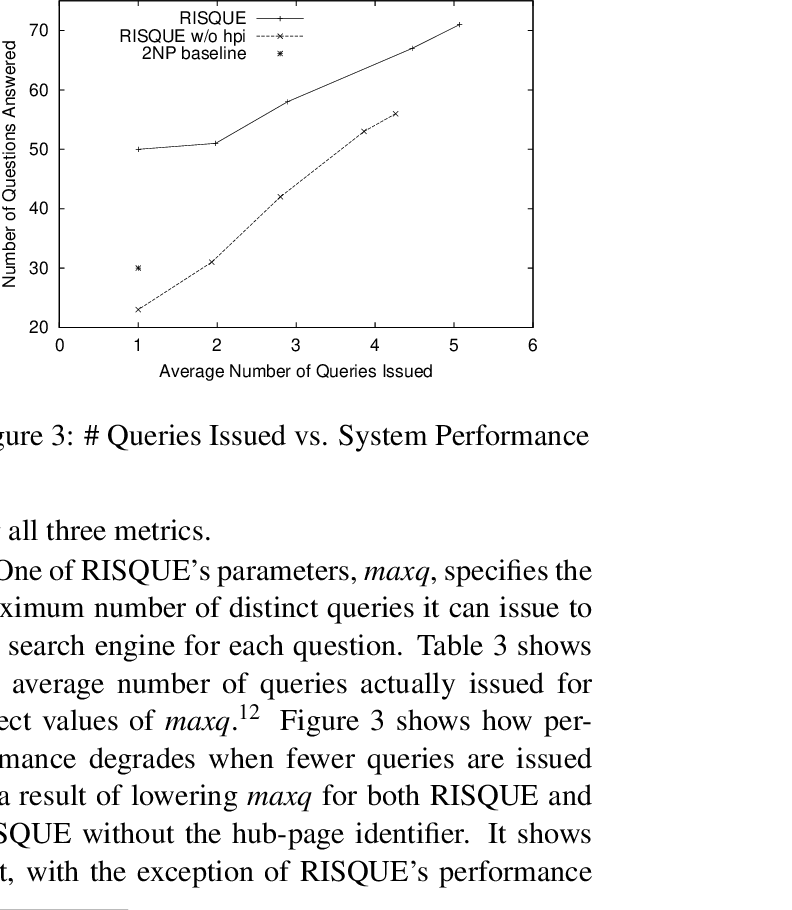 70
60
50
40
30
20
Number of Questions Answered
RISQUE
RISQUE w/o hpi
2NP baseline
0 1 2 3 4 5 6
Average Number of Queries Issued
gure 3: # Queries Issued vs. System Performance
all three metrics.
One of RISQUE's parameters, maxq, specifies the
ximum number of distinct queries it can issue to
search engine for each question. Table 3 shows
average number of queries actually issued for
ect values of maxq.12 Figure 3 shows how per-
mance degrades when fewer queries are issued
a result of lowering maxq for both RISQUE and
SQUE without the hub-page identifier. It shows
t, with the exception of RISQUE's performance